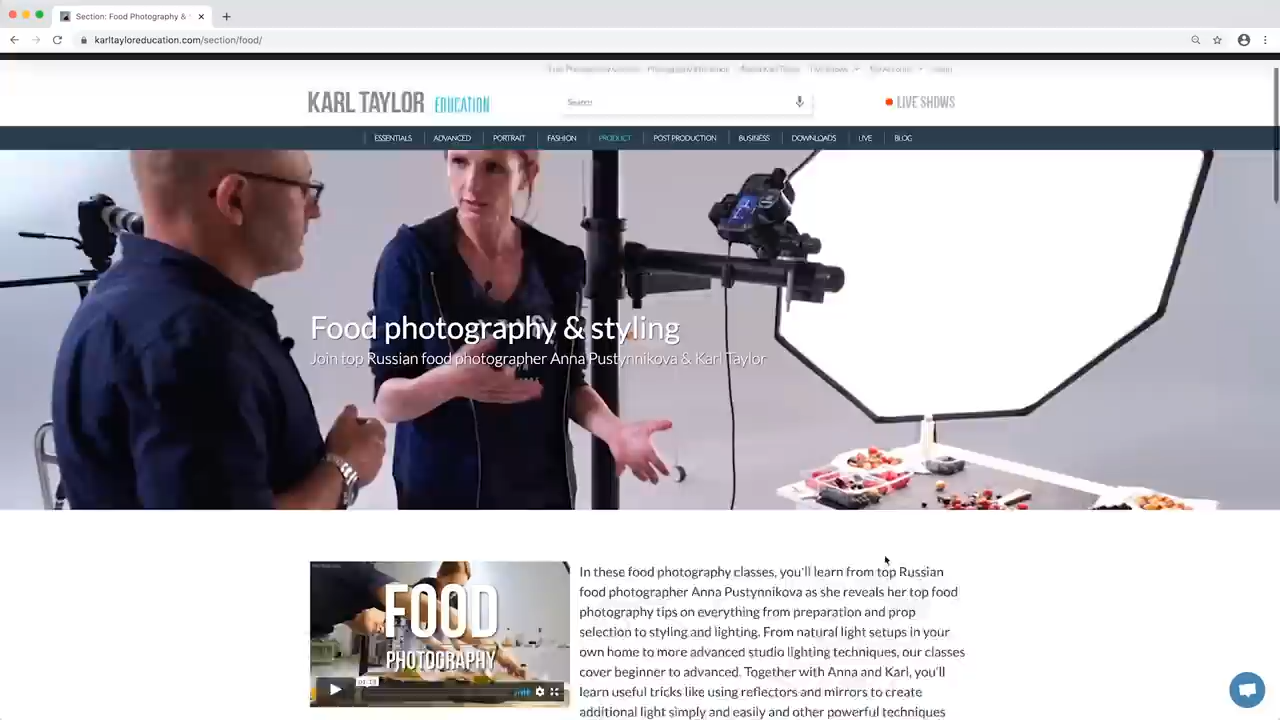 Section: Food Photography &
karltayloreducation.com/section/food/
KARL TAYLOR EDUCATION
Search
LIVE SHOWS
ESSENTIALS ADVANCED PORTRAIT FASHION PRODUCT POST PRODUCTION BUSINESS DOWNLOADS LIVE BLOG
Food photography & styling
Join top Russian food photographer Anna Pustynnikova & Karl Taylor
FOOD
PHOTOGRAPHY
01:13
In these food photography classes, you'll learn from top Russian
food photographer Anna Pustynnikova as she reveals her top food
photography tips on everything from preparation and prop
selection to styling and lighting. From natural light setups in your
own home to more advanced studio lighting techniques, our classes
cover beginner to advanced. Together with Anna and Karl, you'll
learn useful tricks like using reflectors and mirrors to create
additional light simply and easily and other powerful techniques